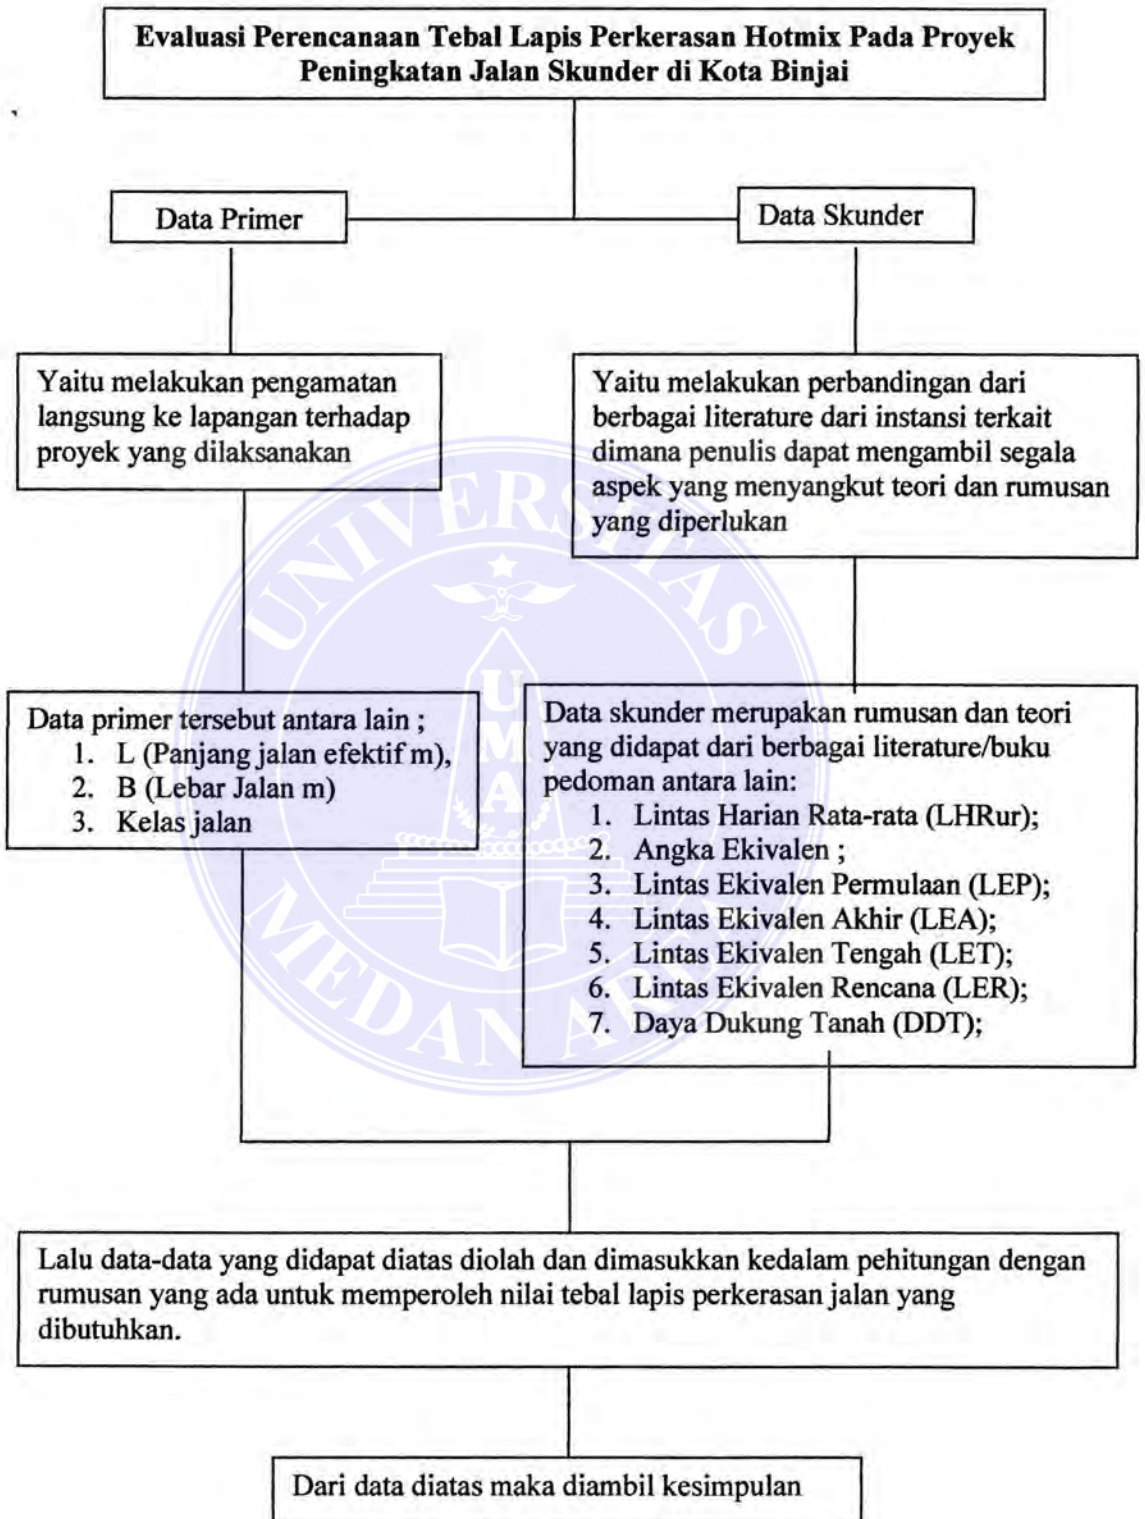 Evaluasi Perencanaan Tebal Lapis Perkerasan Hotmix Pada Proyek
Peningkatan Jalan Skunder di Kota Binjai
Data Primer
Data Skunder
Yaitu melakukan pengamatan
langsung ke lapangan terhadap
proyek yang dilaksanakan
Yaitu melakukan perbandingan dari
berbagai literature dari instansi terkait
dimana penulis dapat mengambil segala
aspek yang menyangkut teori dan rumusan
yang diperlukan
Data primer tersebut antara lain ;
1. L (Panjang jalan efektif m),
2. B (Lebar Jalan m)
3. Kelas jalan
Data skunder merupakan rumusan dan teori
yang didapat dari berbagai literature/buku
pedoman antara lain:
1. Lintas Harian Rata-rata (LHRur);
2. Angka Ekivalen ;
3. Lintas Ekivalen Permulaan (LEP);
4. Lintas Ekivalen Akhir (LEA);
5. Lintas Ekivalen Tengah (LET);
6. Lintas Ekivalen Rencana (LER);
7. Daya Dukung Tanah (DDT);
Lalu data-data yang didapat diatas diolah dan dimasukkan kedalam pehitungan dengan
rumusan yang ada untuk memperoleh nilai tebal lapis perkerasan jalan yang
dibutuhkan.
Dari data diatas maka diambil kesimpulan
UNIVERSITAS
MEDAN AREA
UMA